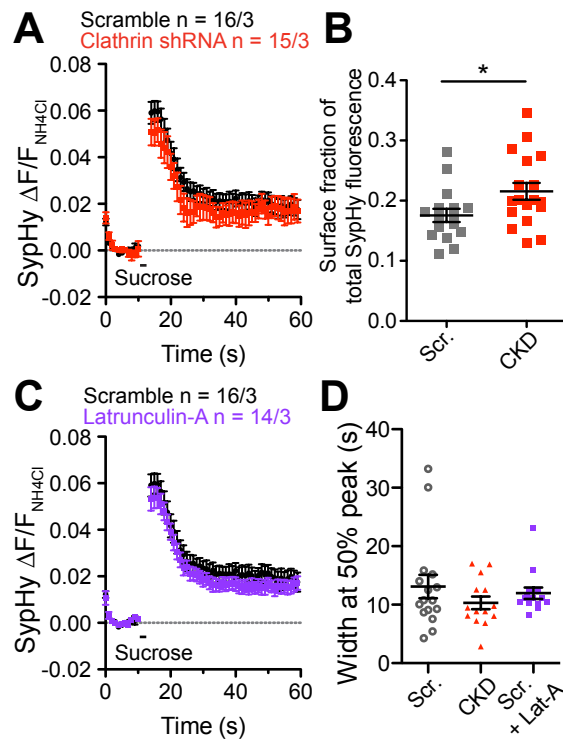 A
Scramble n = 16/3
Clathrin shRNA n = 15/3
SypHy ΔF/F NH4Cl
0.08
0.06
0.04
0.02
0.00
-0.02
Sucrose
0 20 40 60
Time (s)
B
*
Surface fraction of
total SypHy fluorescence
0.4
0.3
0.2
0.1
0.0
Scr.
CKD
C
Scramble n = 16/3
Latrunculin-A n = 14/3
SypHy ΔF/F NH4Cl
0.08
0.06
0.04
0.02
0.00
-0.02
Sucrose
0 20 40 60
Time (s)
D
Width at 50% peak (s)
40
30
20
10
0
Scr.
CKD
Scr.
+ Lat-A